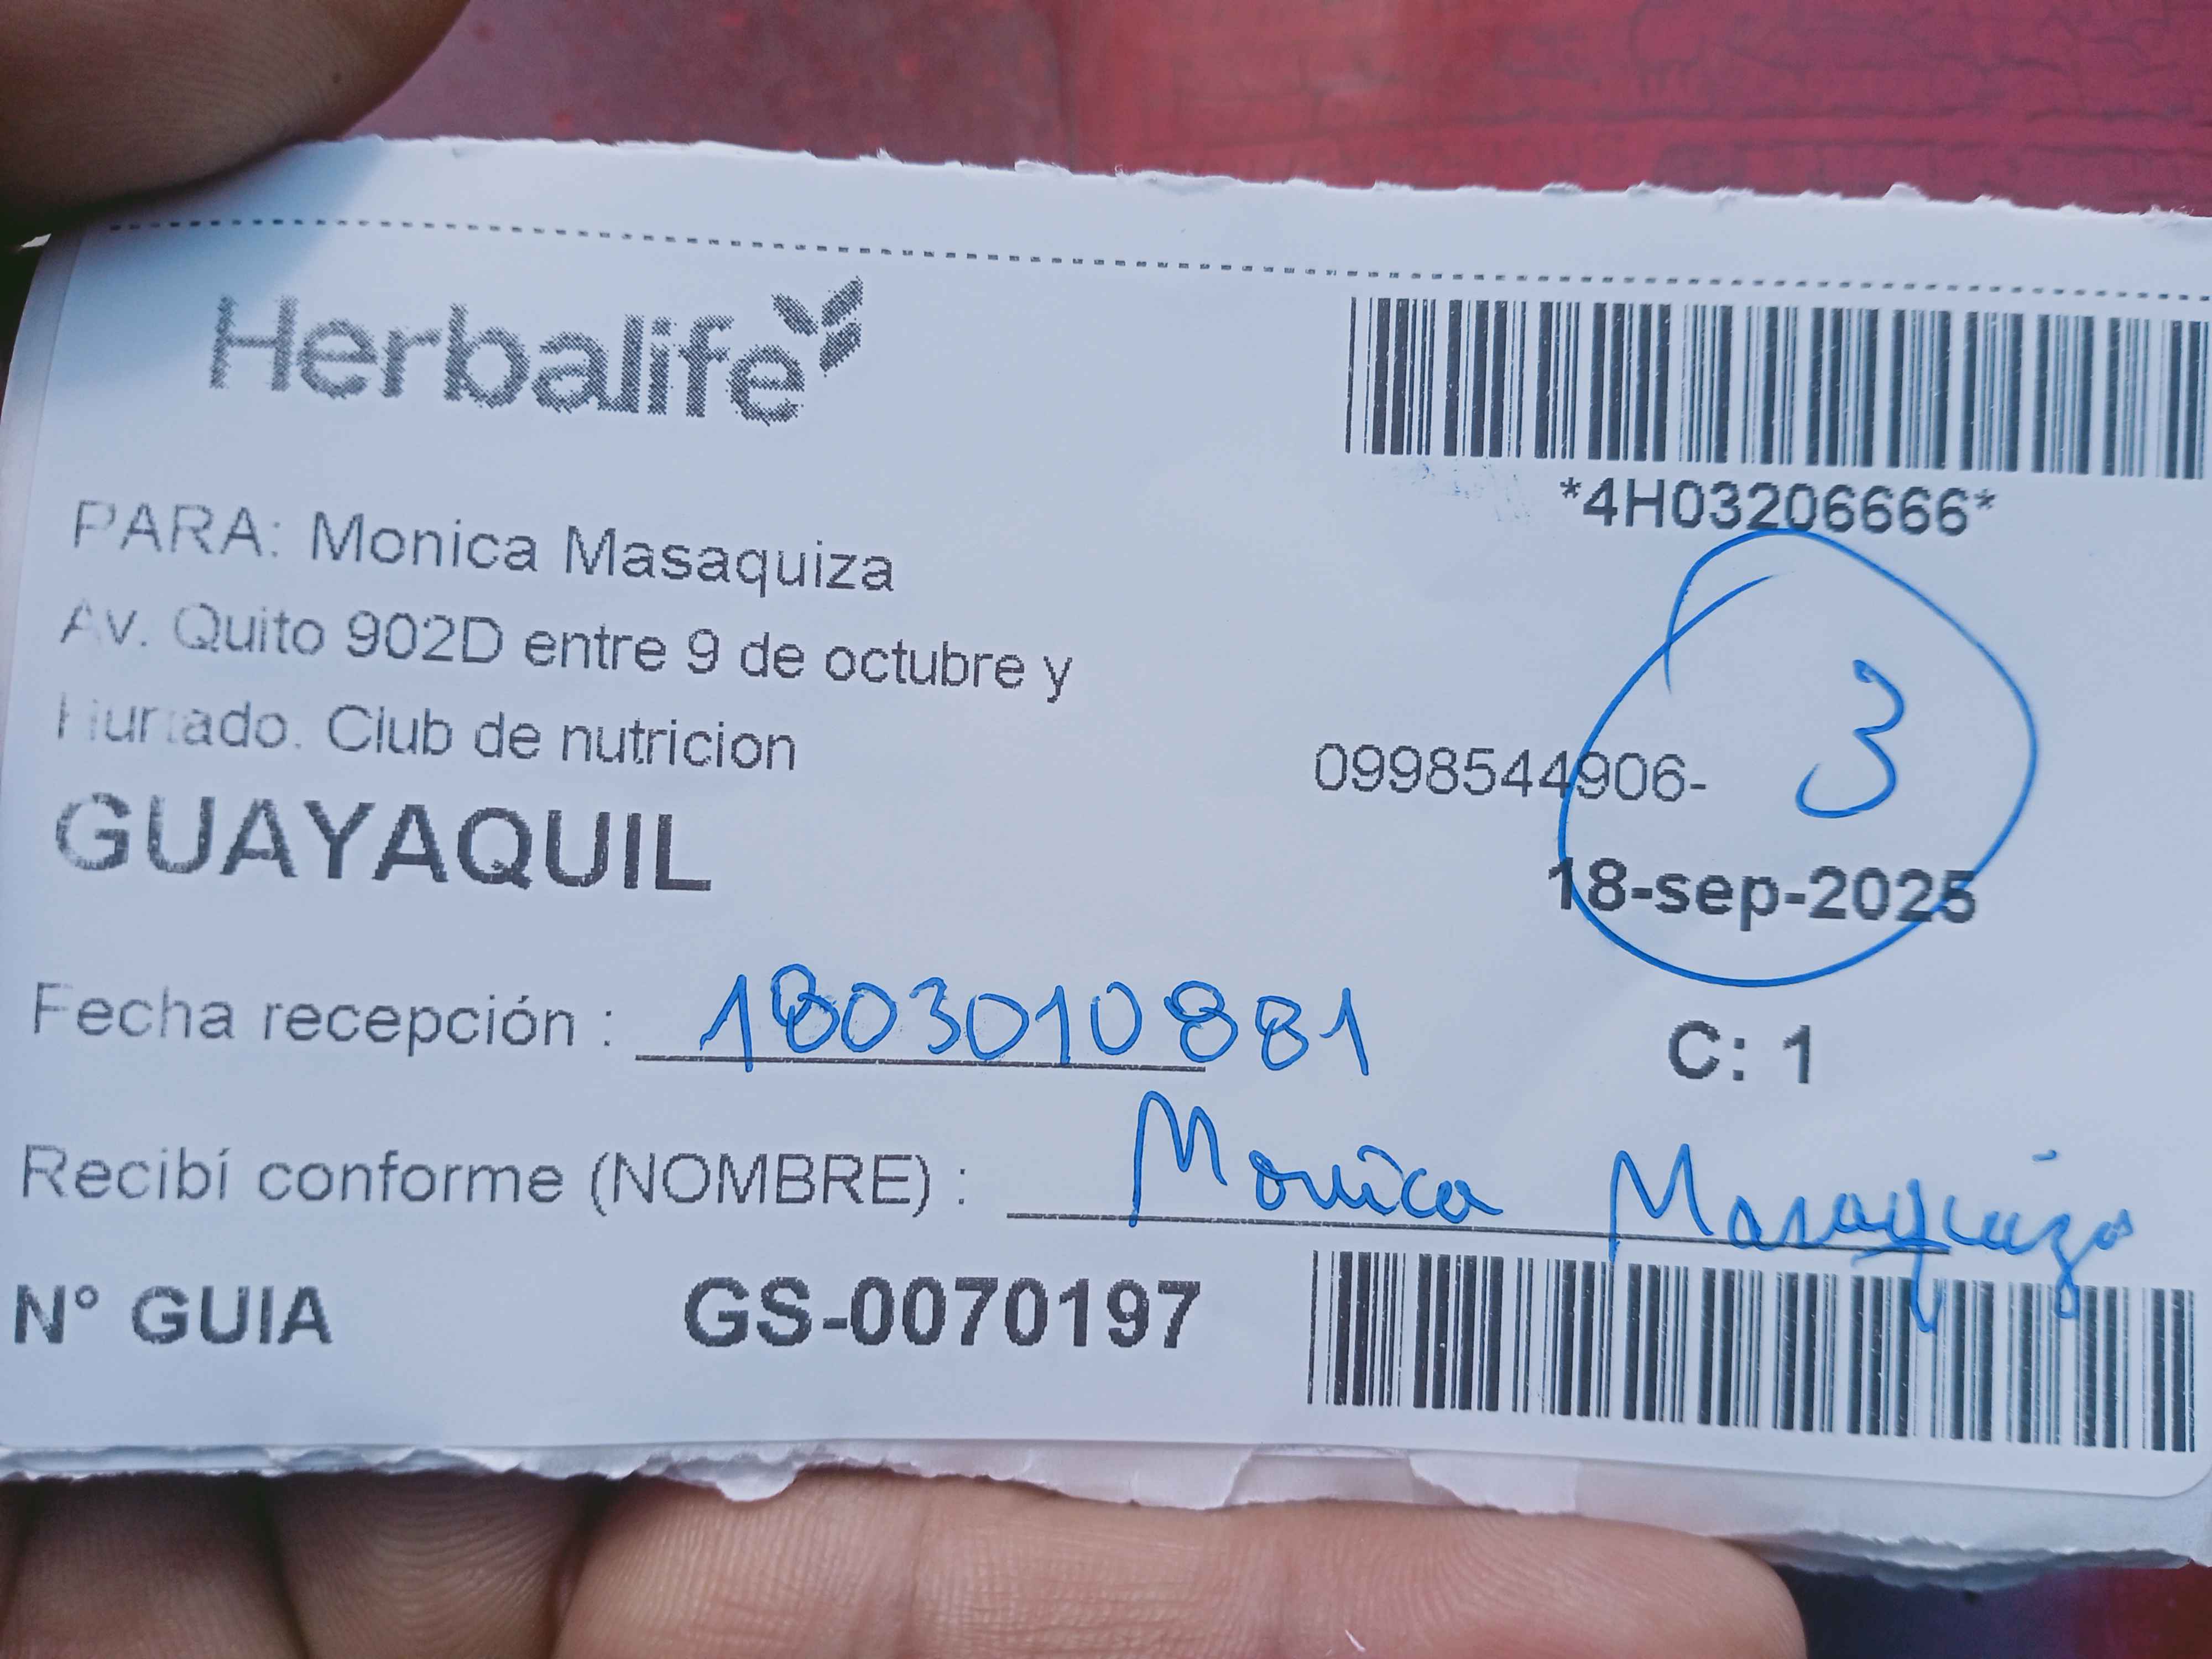 Herbalife
*4H03206666*
PARA: Monica Masaquiza
Av. Quito 902D entre 9 de octubre y
Hurtado. Club de nutricion
0998544906-
3
GUAYAQUIL
18-sep-2025
Fecha recepción : 1803010881
C: 1
Recibí conforme (NOMBRE) : Monica Masaquiza
N° GUIA GS-0070197